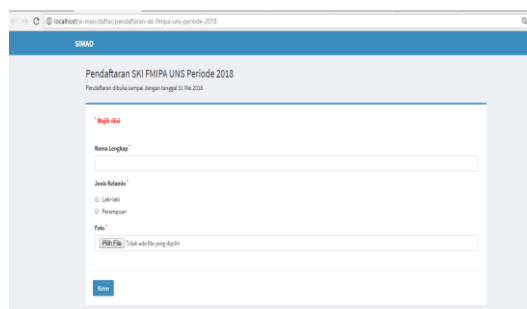 localhost/si-mao/daftar/pendaftaran-ski-fmipa-uns-periode-2018
SIMAO
Pendaftaran SKI FMIPA UNS Periode 2018
Pendaftaran dibuka sampai dengan tanggal 31 Mei 2018
* Wajib diisi
Nama Lengkap *
Jenis Kelamin *
Laki-laki
Perempuan
Foto *
Pilih File Tidak ada file yang dipilih
Kirim